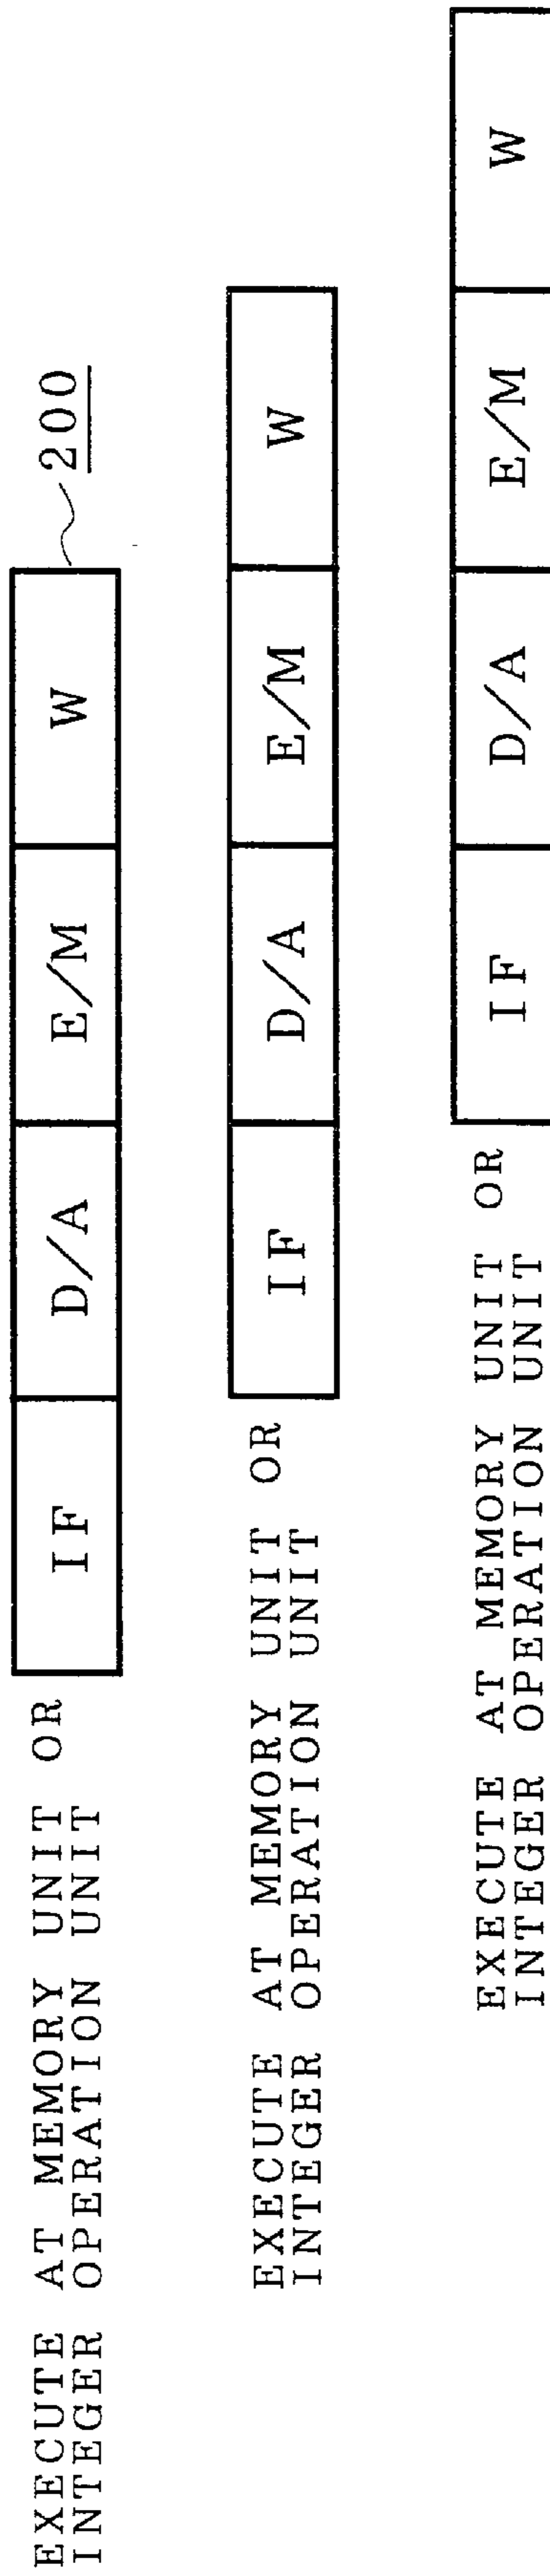 EXECUTE AT MEMORY UNIT OR
INTEGER OPERATION UNIT
IF D/A E/M W
200
EXECUTE AT MEMORY UNIT OR
INTEGER OPERATION UNIT
IF D/A E/M W
EXECUTE AT MEMORY UNIT OR
INTEGER OPERATION UNIT
IF D/A E/M W